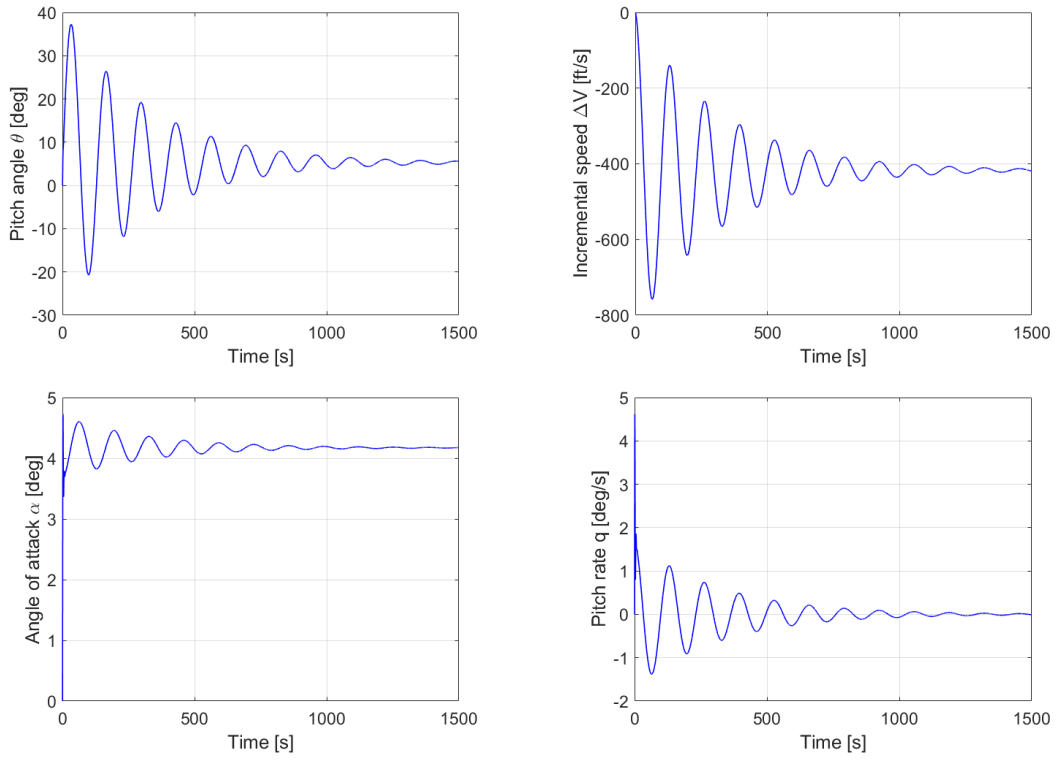 40
30
20
10
0
-10
-20
-30
Pitch angle θ [deg]
0 500 1000 1500
Time [s]
0
-200
-400
-600
-800
Incremental speed ΔV [ft/s]
0 500 1000 1500
Time [s]
5
4
3
2
1
0
Angle of attack α [deg]
0 500 1000 1500
Time [s]
5
4
3
2
1
0
-1
-2
Pitch rate q [deg/s]
0 500 1000 1500
Time [s]